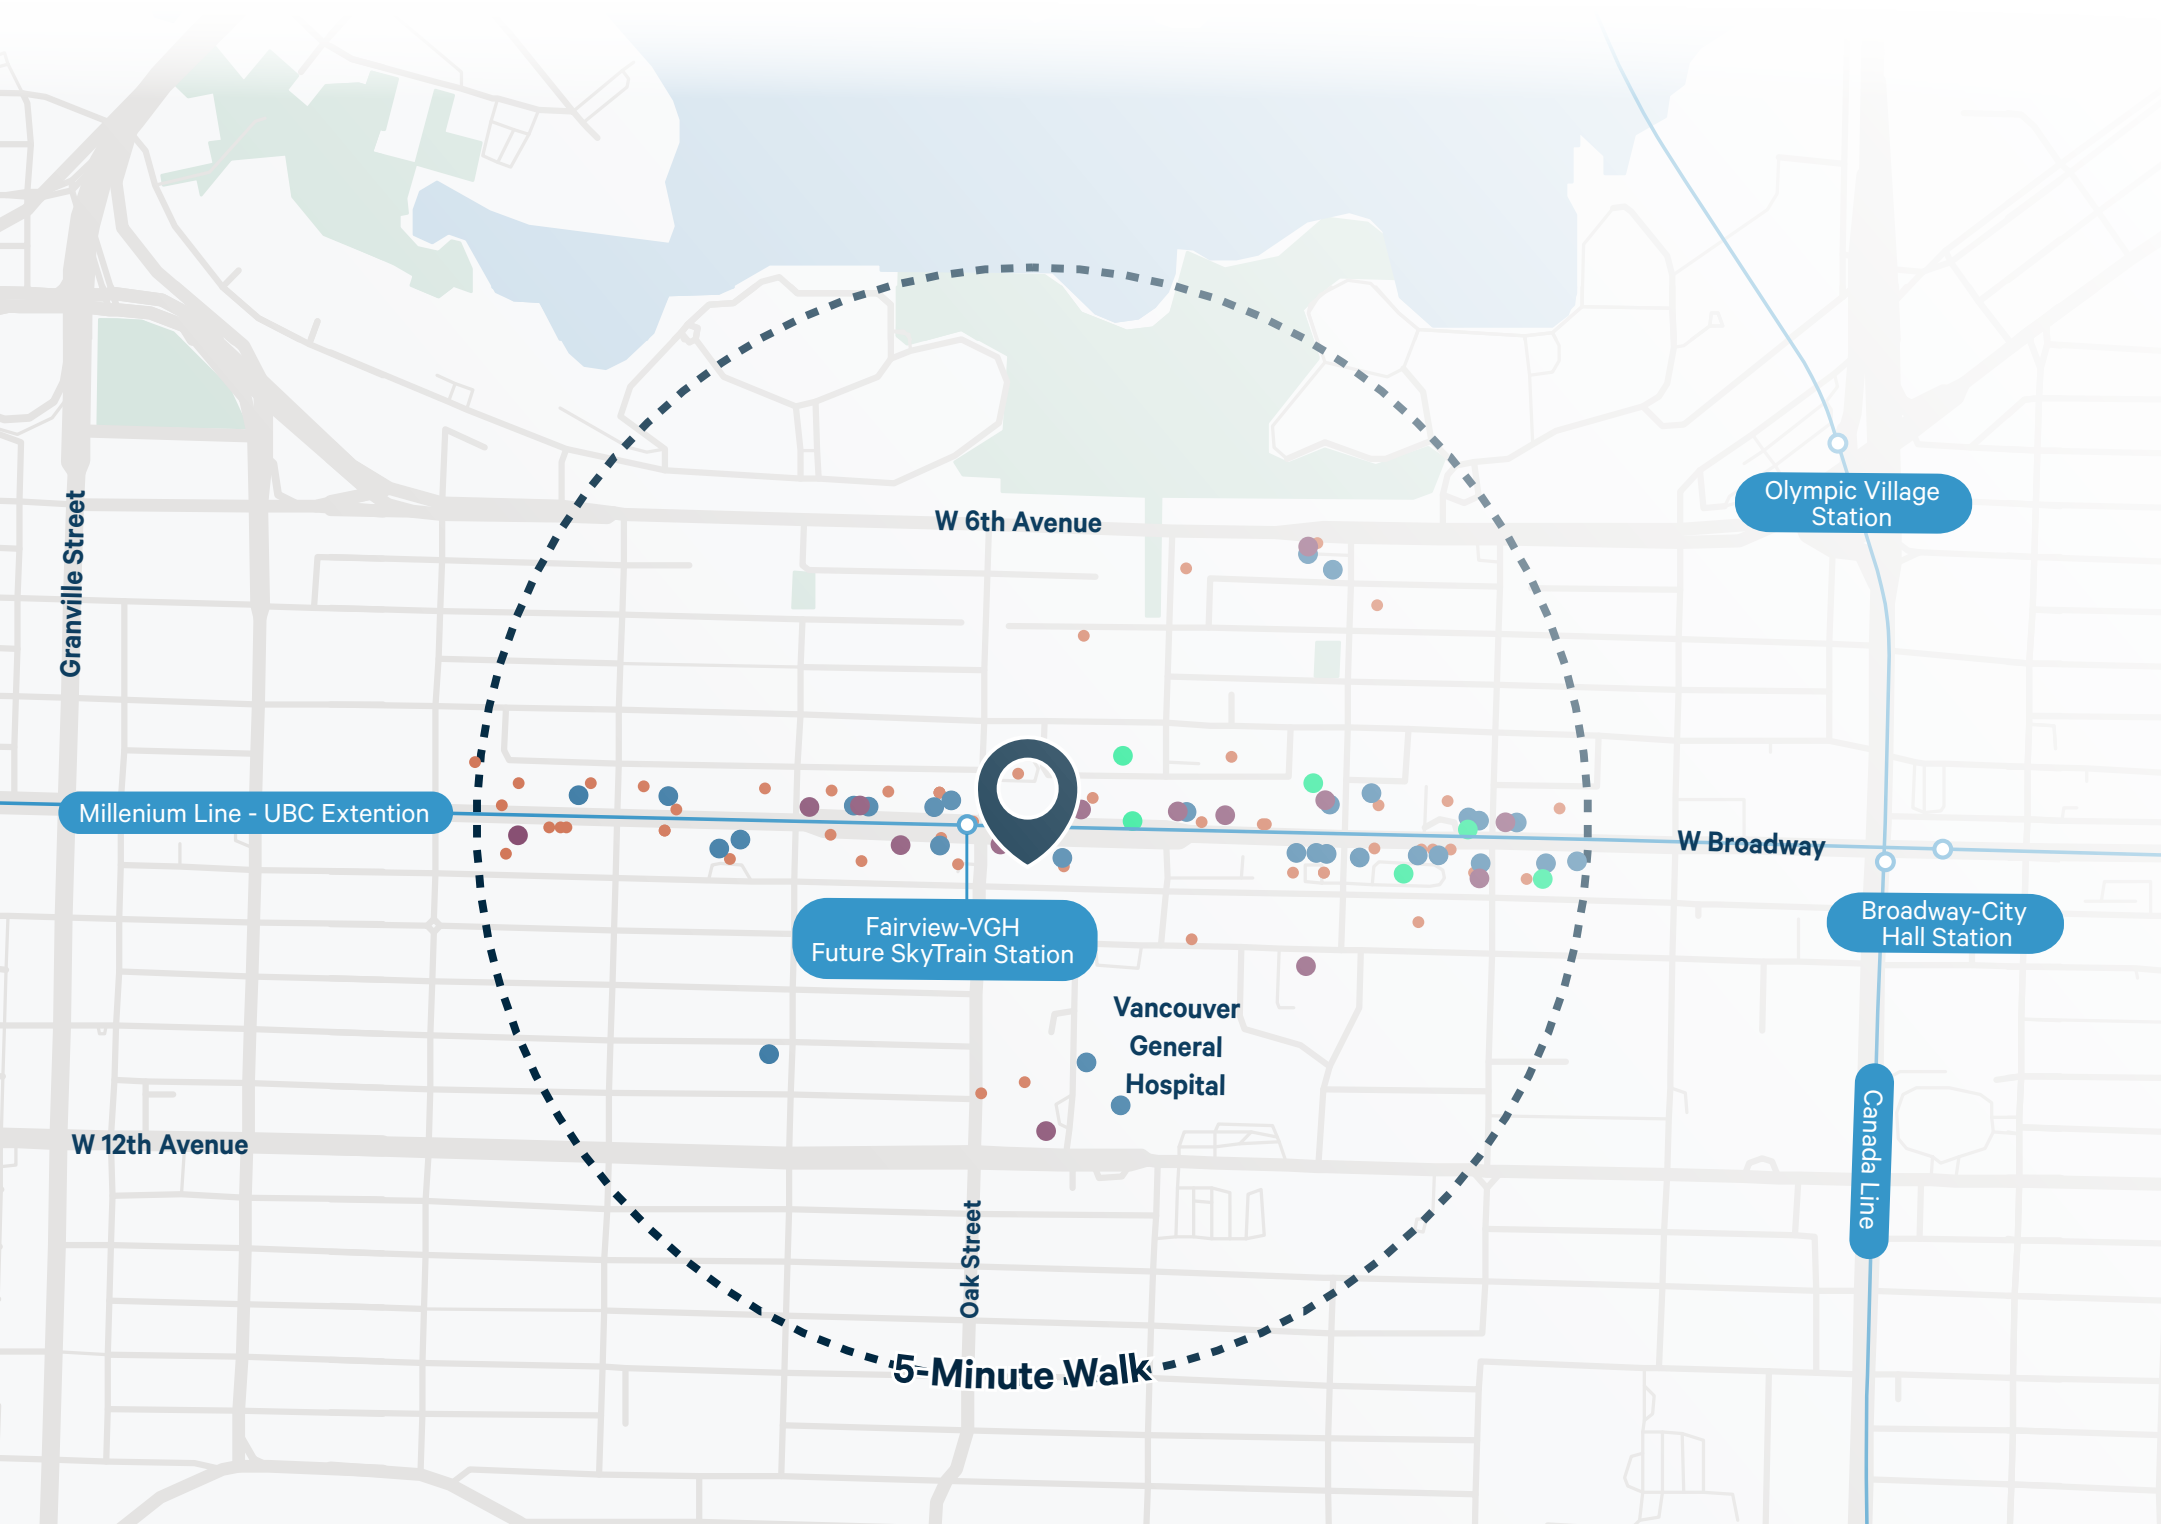 Olympic Village
Station
W 6th Avenue
Granville Street
Millenium Line - UBC Extention
W Broadway
Fairview-VGH
Future SkyTrain Station
Broadway-City
Hall Station
Vancouver
General
Hospital
W 12th Avenue
Canada Line
Oak Street
5-Minute Walk